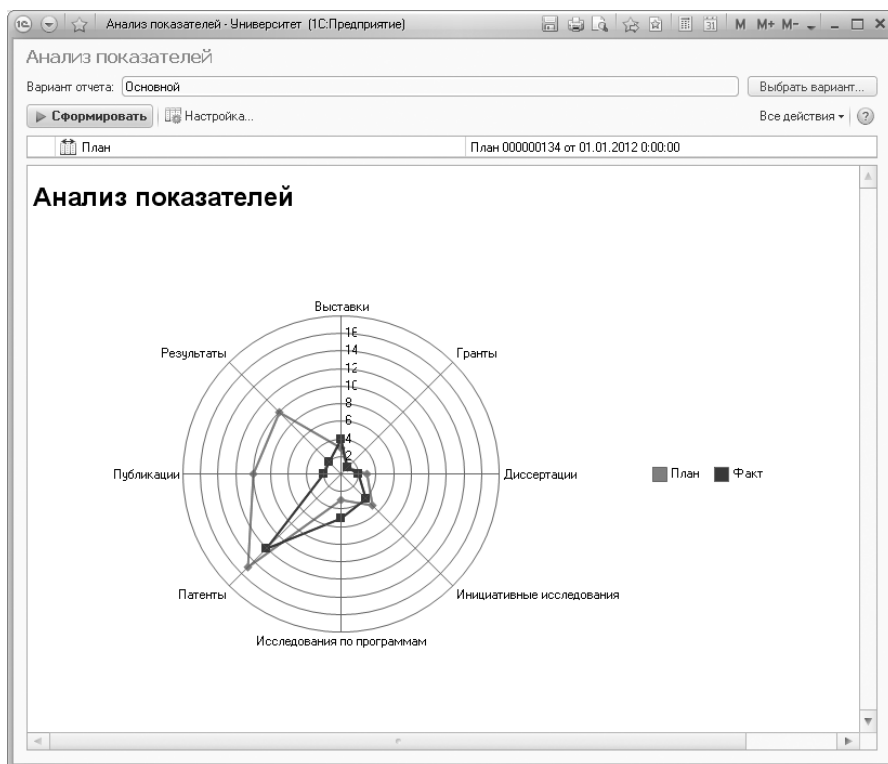 Анализ показателей - Университет (1С:Предприятие)
M M+ M-
Анализ показателей
Вариант отчета: Основной
Выбрать вариант...
Сформировать Настройка...
Все действия
План План 000000134 от 01.01.2012 0:00:00
Анализ показателей
Выставки
Результаты
Гранты
14
8
6
4
2
Публикации
Диссертации
План Факт
Патенты
Инициативные исследования
Исследования по программам